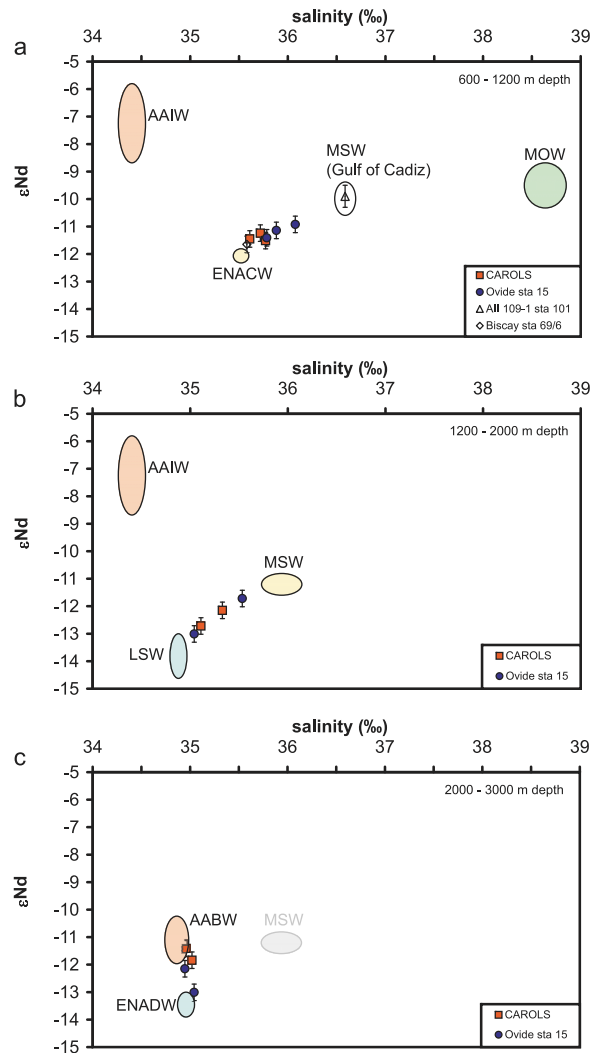 salinity (‰)
a
34 35 36 37 38 39
-5
-6
-7
-8
-9
-10
-11
-12
-13
-14
-15
εNd
600 - 1200 m depth
AAIW
MSW
(Gulf of Cadiz)
MOW
ENACW
CAROLS
Ovide sta 15
AII 109-1 sta 101
Biscay sta 69/6
salinity (‰)
b
34 35 36 37 38 39
-5
-6
-7
-8
-9
-10
-11
-12
-13
-14
-15
εNd
1200 - 2000 m depth
AAIW
MSW
LSW
CAROLS
Ovide sta 15
salinity (‰)
c
34 35 36 37 38 39
-5
-6
-7
-8
-9
-10
-11
-12
-13
-14
-15
εNd
2000 - 3000 m depth
AABW
MSW
ENADW
CAROLS
Ovide sta 15